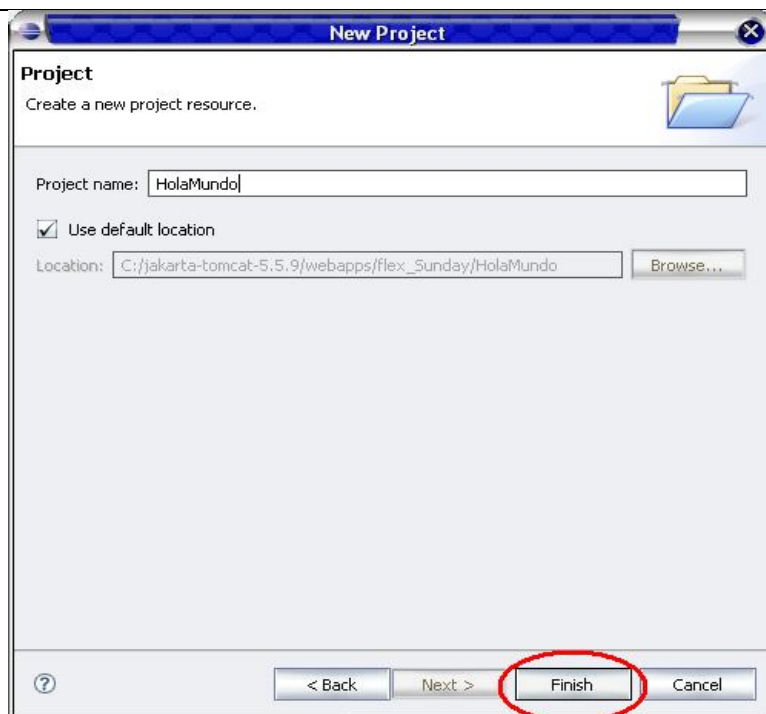 New Project
Project
Create a new project resource.
Project name: HolaMundo
Use default location
Location: C:/jakarta-tomcat-5.5.9/webapps/flex_Sunday/HolaMundo Browse...
? < Back Next > Finish Cancel